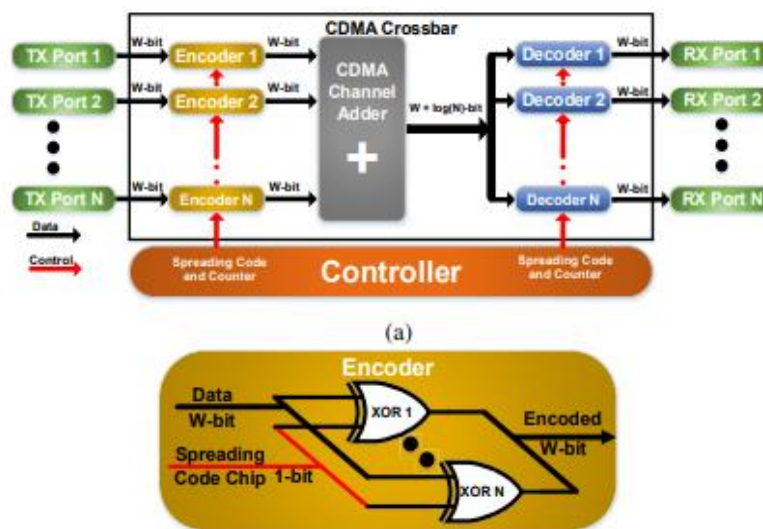 CDMA Crossbar
TX Port 1 W-bit Encoder 1 W-bit CDMA Channel Adder + W + log(N)-bit Decoder 1 W-bit RX Port 1
TX Port 2 W-bit Encoder 2 W-bit Decoder 2 W-bit RX Port 2
TX Port N W-bit Encoder N W-bit Decoder N W-bit RX Port N
Data
Control
Spreading Code and Counter
Controller
Spreading Code and Counter
(a)
Encoder
Data
W-bit
XOR 1
Encoded
W-bit
Spreading
Code Chip 1-bit
XOR N